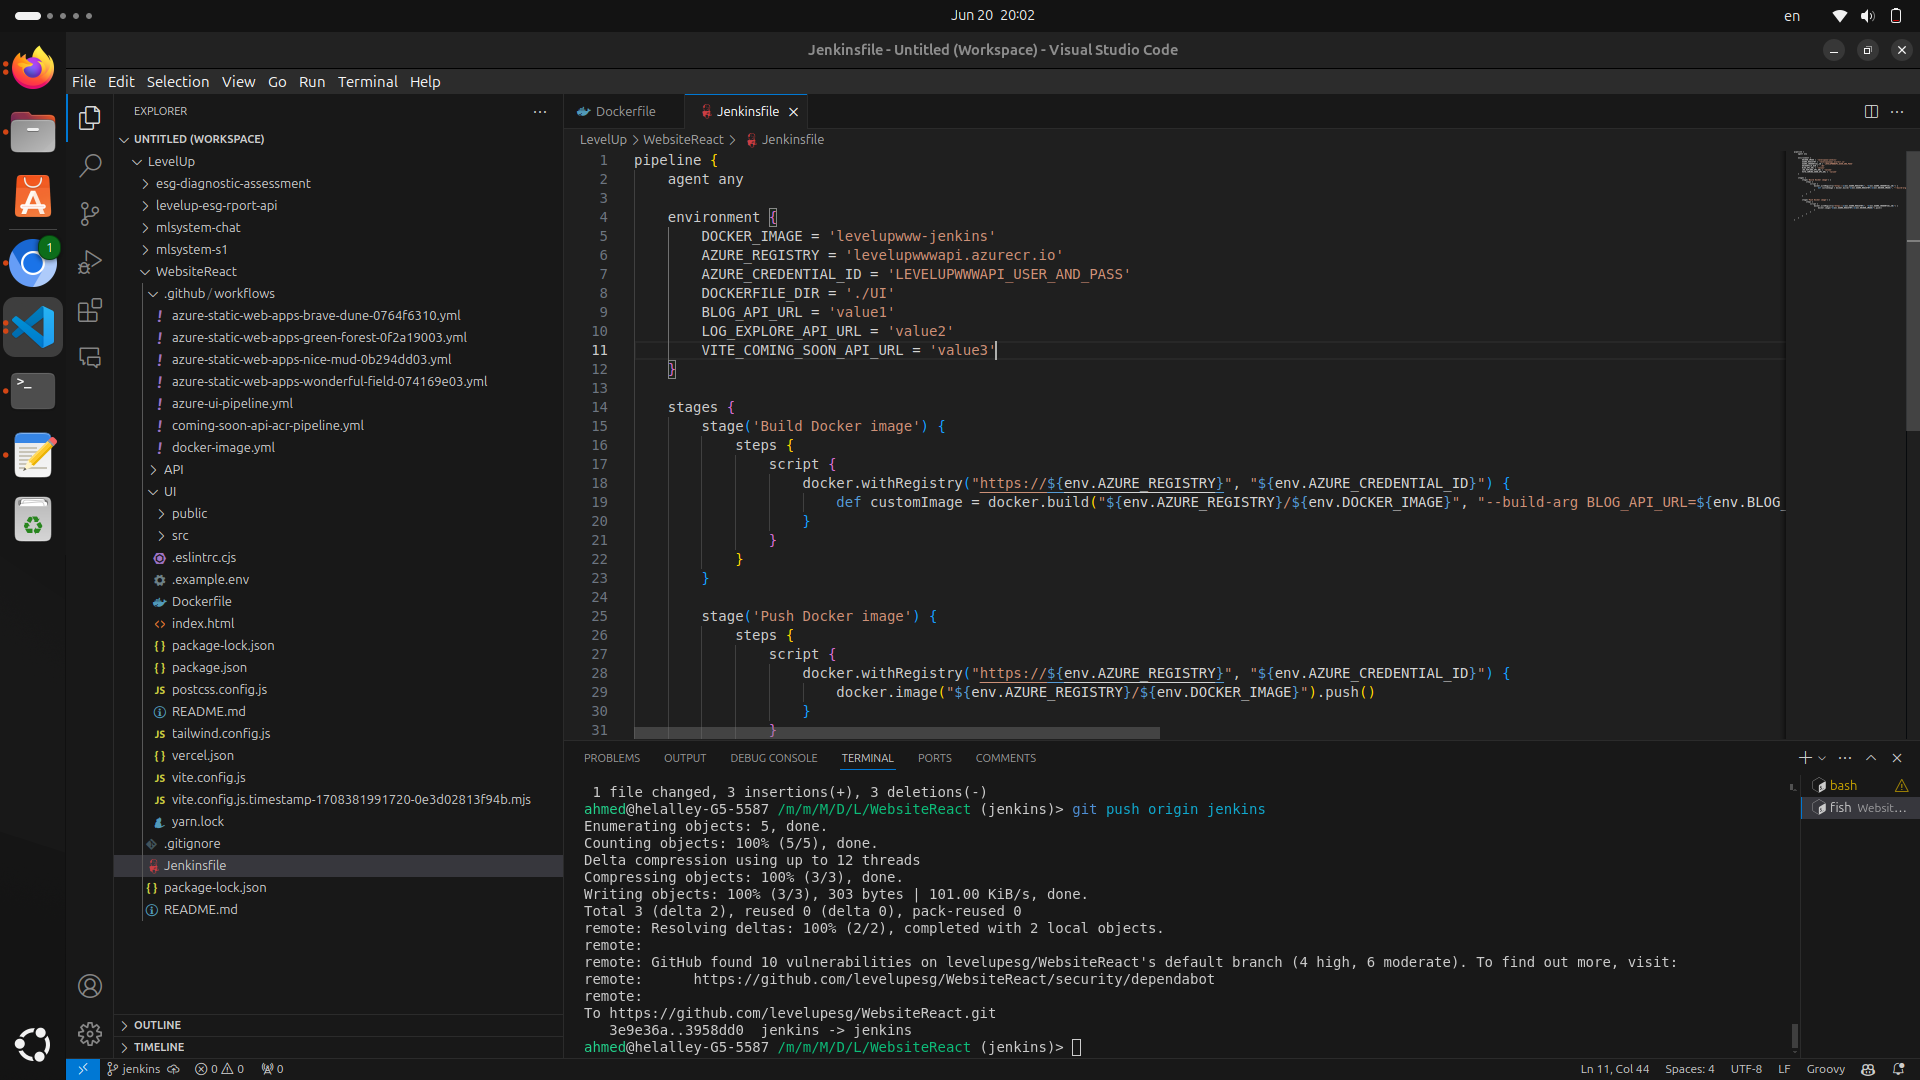 Jun 20 20:02
en
Jenkinsfile - Untitled (Workspace) - Visual Studio Code
File Edit Selection View Go Run Terminal Help
1
EXPLORER
UNTITLED (WORKSPACE)
LevelUp
esg-diagnostic-assessment
levelup-esg-rport-api
mlsystem-chat
mlsystem-s1
WebsiteReact
.github/workflows
azure-static-web-apps-brave-dune-0764f6310.yml
azure-static-web-apps-green-forest-0f2a19003.yml
azure-static-web-apps-nice-mud-0b294dd03.yml
azure-static-web-apps-wonderful-field-074169e03.yml
azure-ui-pipeline.yml
coming-soon-api-acr-pipeline.yml
docker-image.yml
API
UI
public
src
.eslintrc.cjs
.example.env
Dockerfile
index.html
package-lock.json
package.json
postcss.config.js
README.md
tailwind.config.js
vercel.json
vite.config.js
vite.config.js.timestamp-1708381991720-0e3d02813f94b.mjs
yarn.lock
.gitignore
Jenkinsfile
package-lock.json
README.md
OUTLINE
TIMELINE
Dockerfile
Jenkinsfile
LevelUp > WebsiteReact > Jenkinsfile
1 pipeline {
2 agent any
3
4 environment {
5 DOCKER_IMAGE = 'levelupwww-jenkins'
6 AZURE_REGISTRY = 'levelupwwwapi.azurecr.io'
7 AZURE_CREDENTIAL_ID = 'LEVELUPWWWAPI_USER_AND_PASS'
8 DOCKERFILE_DIR = './UI'
9 BLOG_API_URL = 'value1'
10 LOG_EXPLORE_API_URL = 'value2'
11 VITE_COMING_SOON_API_URL = 'value3'
12 }
13
14 stages {
15 stage('Build Docker image') {
16 steps {
17 script {
18 docker.withRegistry("https://${env.AZURE_REGISTRY}", "${env.AZURE_CREDENTIAL_ID}") {
19 def customImage = docker.build("${env.AZURE_REGISTRY}/${env.DOCKER_IMAGE}", "--build-arg BLOG_API_URL=${env.BLOG_
20 }
21 }
22 }
23 }
24
25 stage('Push Docker image') {
26 steps {
27 script {
28 docker.withRegistry("https://${env.AZURE_REGISTRY}", "${env.AZURE_CREDENTIAL_ID}") {
29 docker.image("${env.AZURE_REGISTRY}/${env.DOCKER_IMAGE}").push()
30 }
31 }
PROBLEMS OUTPUT DEBUG CONSOLE TERMINAL PORTS COMMENTS
1 file changed, 3 insertions(+), 3 deletions(-)
ahmed@helalley-G5-5587 /m/m/M/D/L/WebsiteReact (jenkins)> git push origin jenkins
Enumerating objects: 5, done.
Counting objects: 100% (5/5), done.
Delta compression using up to 12 threads
Compressing objects: 100% (3/3), done.
Writing objects: 100% (3/3), 303 bytes | 101.00 KiB/s, done.
Total 3 (delta 2), reused 0 (delta 0), pack-reused 0
remote: Resolving deltas: 100% (2/2), completed with 2 local objects.
remote:
remote: GitHub found 10 vulnerabilities on levelupesg/WebsiteReact's default branch (4 high, 6 moderate). To find out more, visit:
remote: https://github.com/levelupesg/WebsiteReact/security/dependabot
remote:
To https://github.com/levelupesg/WebsiteReact.git
3e9e36a..3958dd0 jenkins -> jenkins
ahmed@helalley-G5-5587 /m/m/M/D/L/WebsiteReact (jenkins)>
bash
fish Websit...
jenkins 0 0 0
Ln 11, Col 44 Spaces: 4 UTF-8 LF Groovy